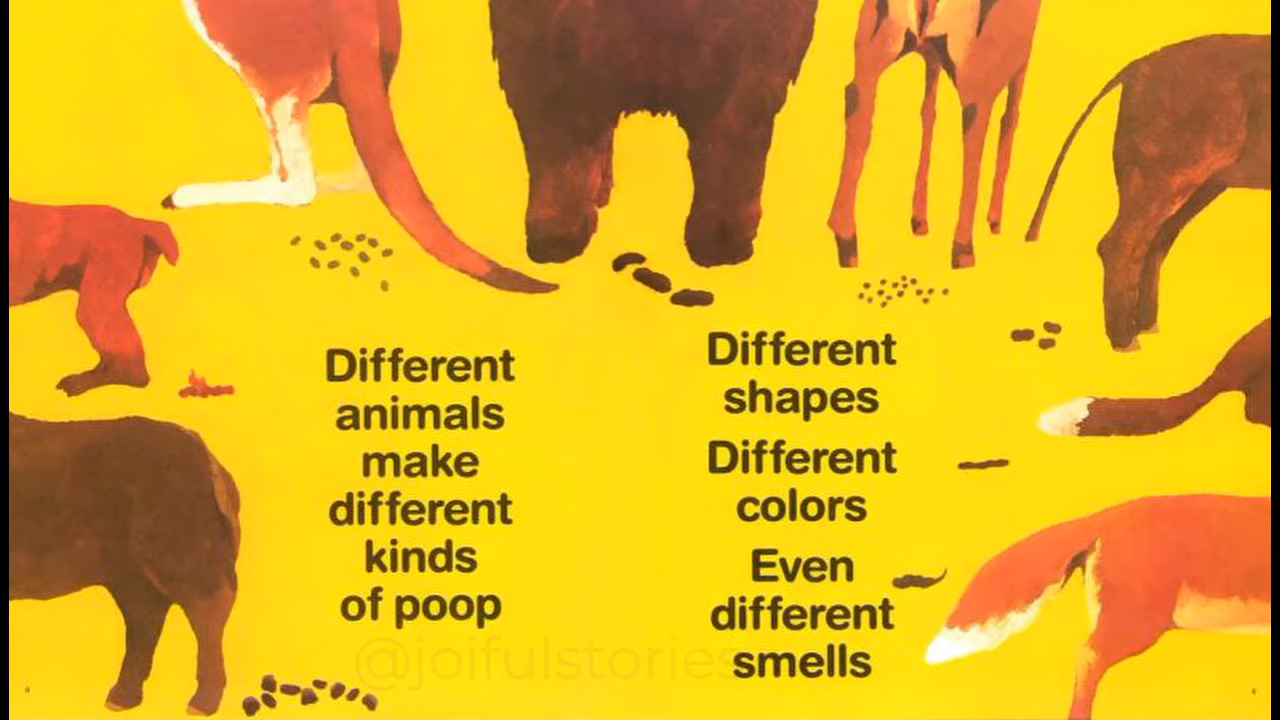 Different
animals
make
different
kinds
of poop
Different
shapes
Different
colors
Even
different
smells
@joifulstories